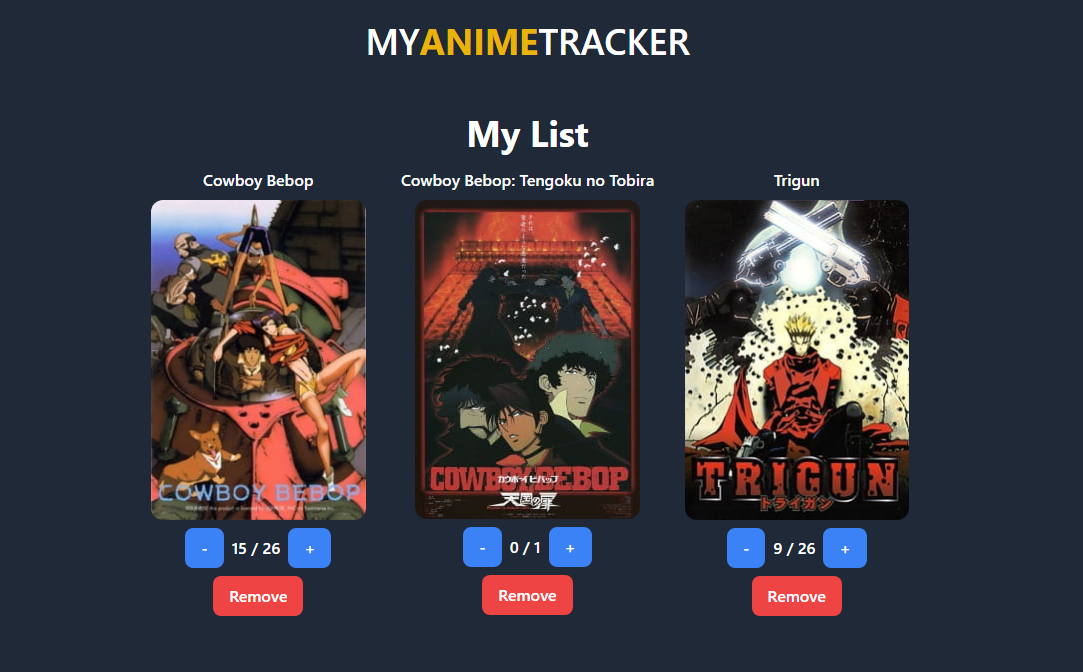 MYANIMETRACKER
My List
Cowboy Bebop
Cowboy Bebop: Tengoku no Tobira
Trigun
COWBOY BEBOP
COWBOY BEBOP
カウボーイビバップ
天国の扉
TRIGUN
トライガン
- 15 / 26 +
- 0 / 1 +
- 9 / 26 +
Remove
Remove
Remove